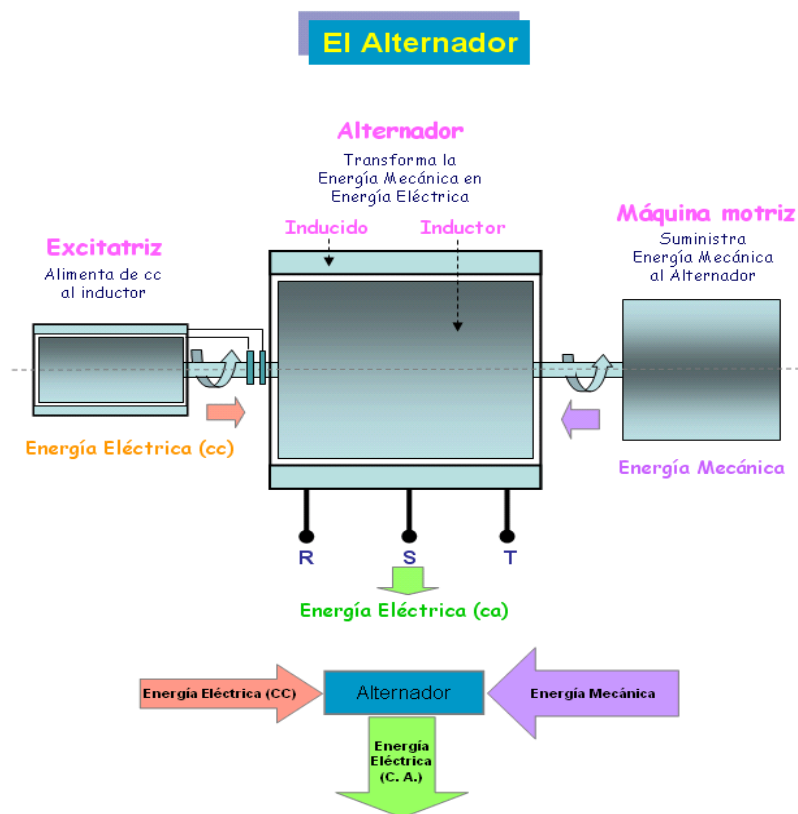 El Alternador
Alternador
Transforma la
Energía Mecánica en
Energía Eléctrica
Inducido
Inductor
Máquina motriz
Suministra
Energía Mecánica
al Alternador
Excitatriz
Alimenta de cc
al inductor
Energía Eléctrica (cc)
Energía Mecánica
R
S
T
Energía Eléctrica (ca)
Energía Eléctrica (CC)
Alternador
Energía Mecánica
Energía
Eléctrica
(C. A.)